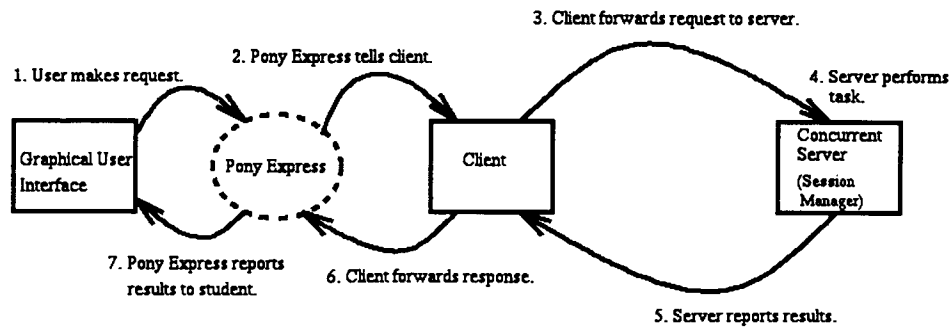 3. Client forwards request to server.
2. Pony Express tells client.
1. User makes request.
4. Server performs
task.
Graphical User
Interface
Pony Express
Client
Concurrent
Server
(Session
Manager)
7. Pony Express reports
results to student.
6. Client forwards response.
5. Server reports results.